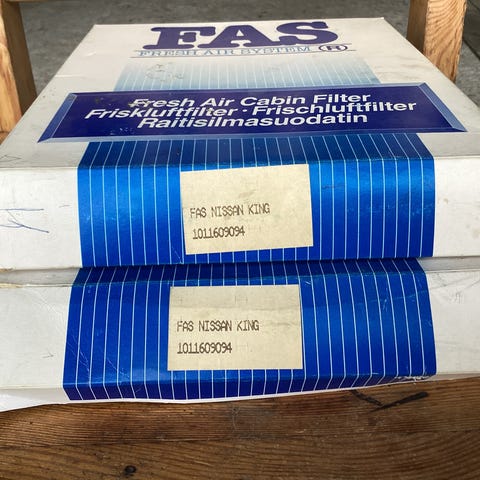 FAS
FRESH AIR SYSTEM ®
Fresh Air Cabin Filter
Friskluftfilter · Frischluftfilter
Raitisilmasuodatin
FAS NISSAN KING
1011609094
FAS NISSAN KING
1011609094